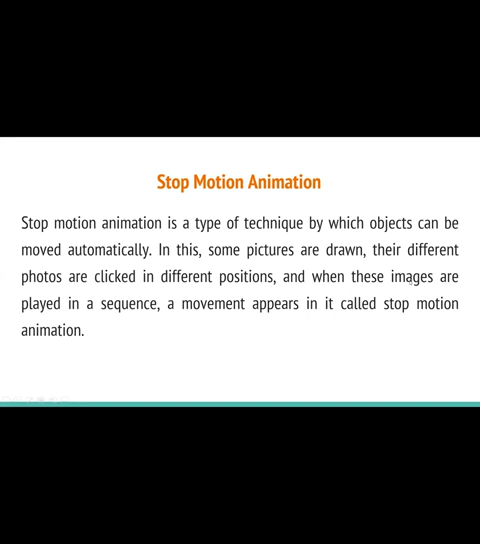 Stop Motion Animation
Stop motion animation is a type of technique by which objects can be
moved automatically. In this, some pictures are drawn, their different
photos are clicked in different positions, and when these images are
played in a sequence, a movement appears in it called stop motion
animation.